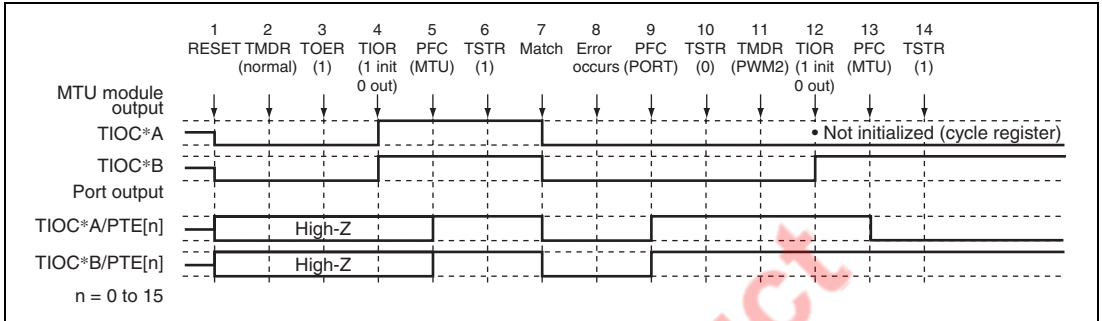 1 2 3 4 5 6 7 8 9 10 11 12 13 14
RESET TMDR TOER TIOR PFC TSTR Match Error PFC TSTR TMDR TIOR PFC TSTR
(normal) (1) (1 init (MTU) (1) occurs (PORT) (0) (PWM2) (1 init (MTU) (1)
0 out) 0 out)
MTU module
output
TIOC*A
• Not initialized (cycle register)
TIOC*B
Port output
TIOC*A/PTE[n]
High-Z
TIOC*B/PTE[n]
High-Z
n = 0 to 15